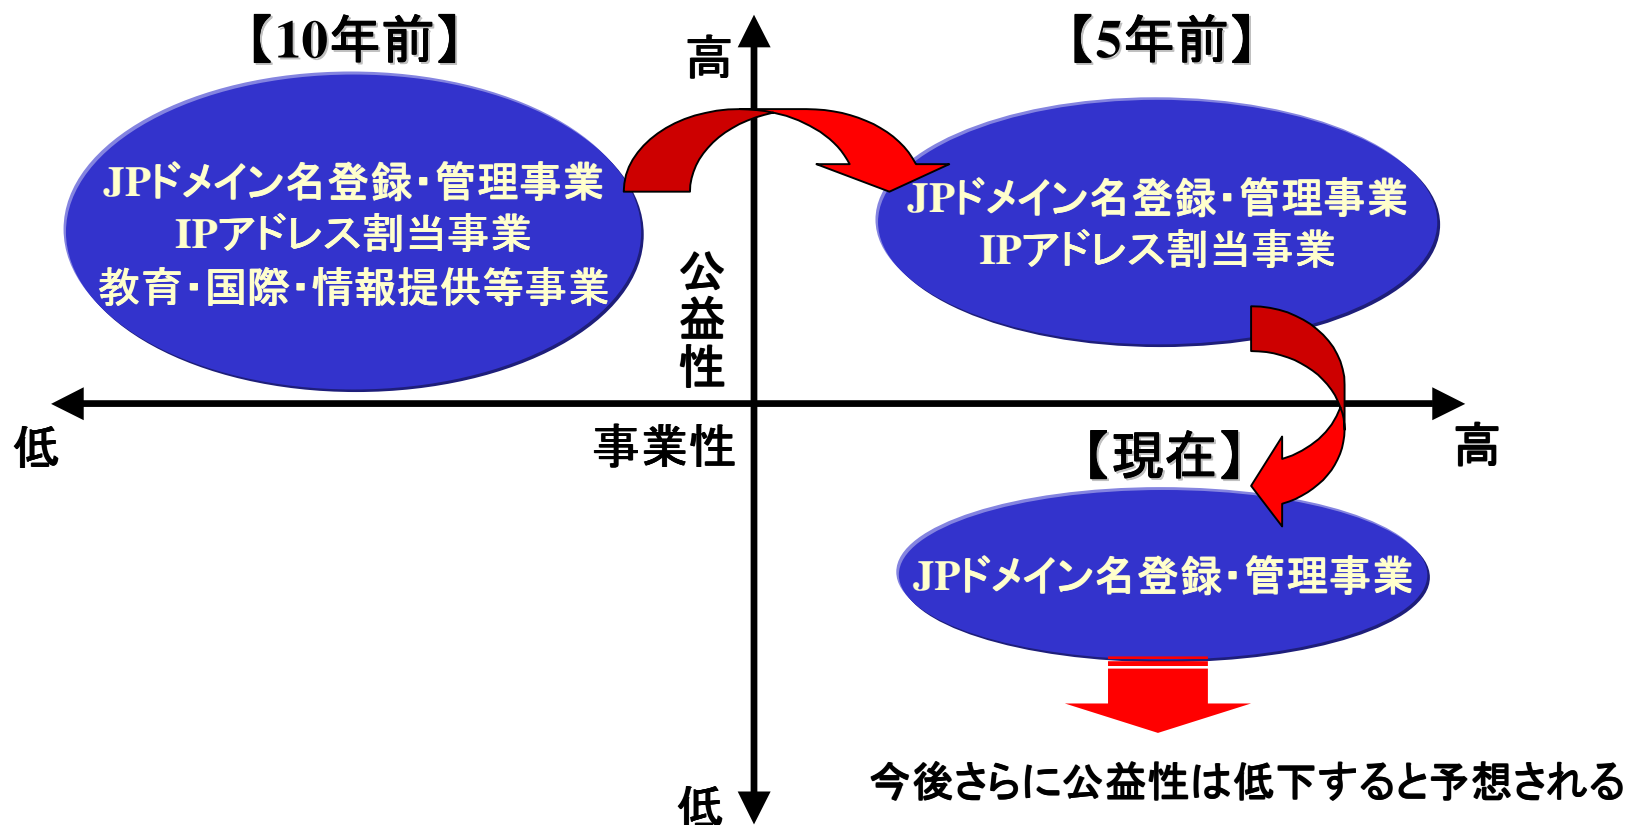 【10年前】
高
【5年前】
JPドメイン名登録・管理事業
IPアドレス割当事業
教育・国際・情報提供等事業
JPドメイン名登録・管理事業
IPアドレス割当事業
公益性
低
事業性
高
【現在】
JPドメイン名登録・管理事業
今後さらに公益性は低下すると予想される
低